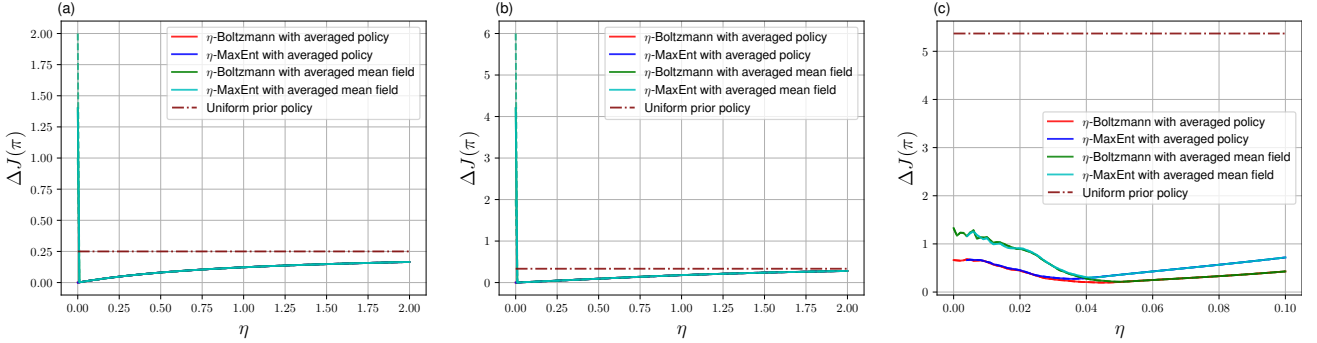 (a)
2.00
1.75
1.50
1.25
1.00
0.75
0.50
0.25
0.00
ΔJ(π)
η-Boltzmann with averaged policy
η-MaxEnt with averaged policy
η-Boltzmann with averaged mean field
η-MaxEnt with averaged mean field
Uniform prior policy
0.00 0.25 0.50 0.75 1.00 1.25 1.50 1.75 2.00
η
(b)
6
5
4
3
2
1
0
ΔJ(π)
η-Boltzmann with averaged policy
η-MaxEnt with averaged policy
η-Boltzmann with averaged mean field
η-MaxEnt with averaged mean field
Uniform prior policy
0.00 0.25 0.50 0.75 1.00 1.25 1.50 1.75 2.00
η
(c)
5
4
3
2
1
0
ΔJ(π)
η-Boltzmann with averaged policy
η-MaxEnt with averaged policy
η-Boltzmann with averaged mean field
η-MaxEnt with averaged mean field
Uniform prior policy
0.00 0.02 0.04 0.06 0.08 0.10
η